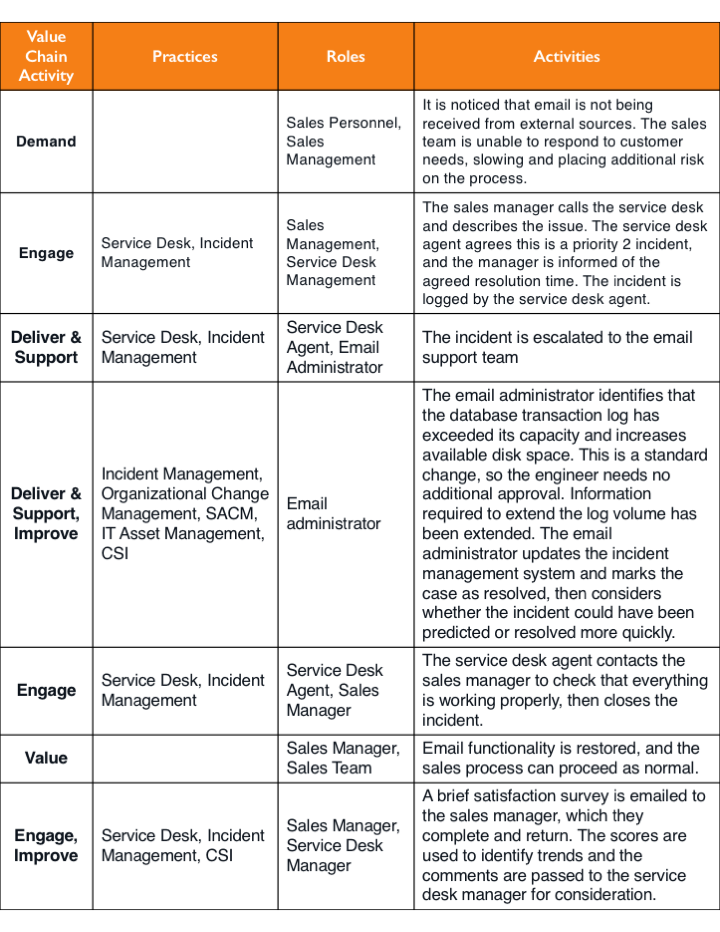 Value
Chain
Activity
Practices
Roles
Activities
Demand
Sales Personnel,
Sales
Management
It is noticed that email is not being
received from external sources. The sales
team is unable to respond to customer
needs, slowing and placing additional risk
on the process.
Engage
Service Desk, Incident
Management
Sales
Management,
Service Desk
Management
The sales manager calls the service desk
and describes the issue. The service desk
agent agrees this is a priority 2 incident,
and the manager is informed of the
agreed resolution time. The incident is
logged by the service desk agent.
Deliver &
Support
Service Desk, Incident
Management
Service Desk
Agent, Email
Administrator
The incident is escalated to the email
support team
Deliver &
Support,
Improve
Incident Management,
Organizational Change
Management, SACM,
IT Asset Management,
CSI
Email
administrator
The email administrator identifies that
the database transaction log has
exceeded its capacity and increases
available disk space. This is a standard
change, so the engineer needs no
additional approval. Information
required to extend the log volume has
been extended. The email
administrator updates the incident
management system and marks the
case as resolved, then considers
whether the incident could have been
predicted or resolved more quickly.
Engage
Service Desk, Incident
Management
Service Desk
Agent, Sales
Manager
The service desk agent contacts the
sales manager to check that everything
is working properly, then closes the
incident.
Value
Sales Manager,
Sales Team
Email functionality is restored, and the
sales process can proceed as normal.
Engage,
Improve
Service Desk, Incident
Management, CSI
Sales Manager,
Service Desk
Manager
A brief satisfaction survey is emailed to
the sales manager, which they
complete and return. The scores are
used to identify trends and the
comments are passed to the service
desk manager for consideration.